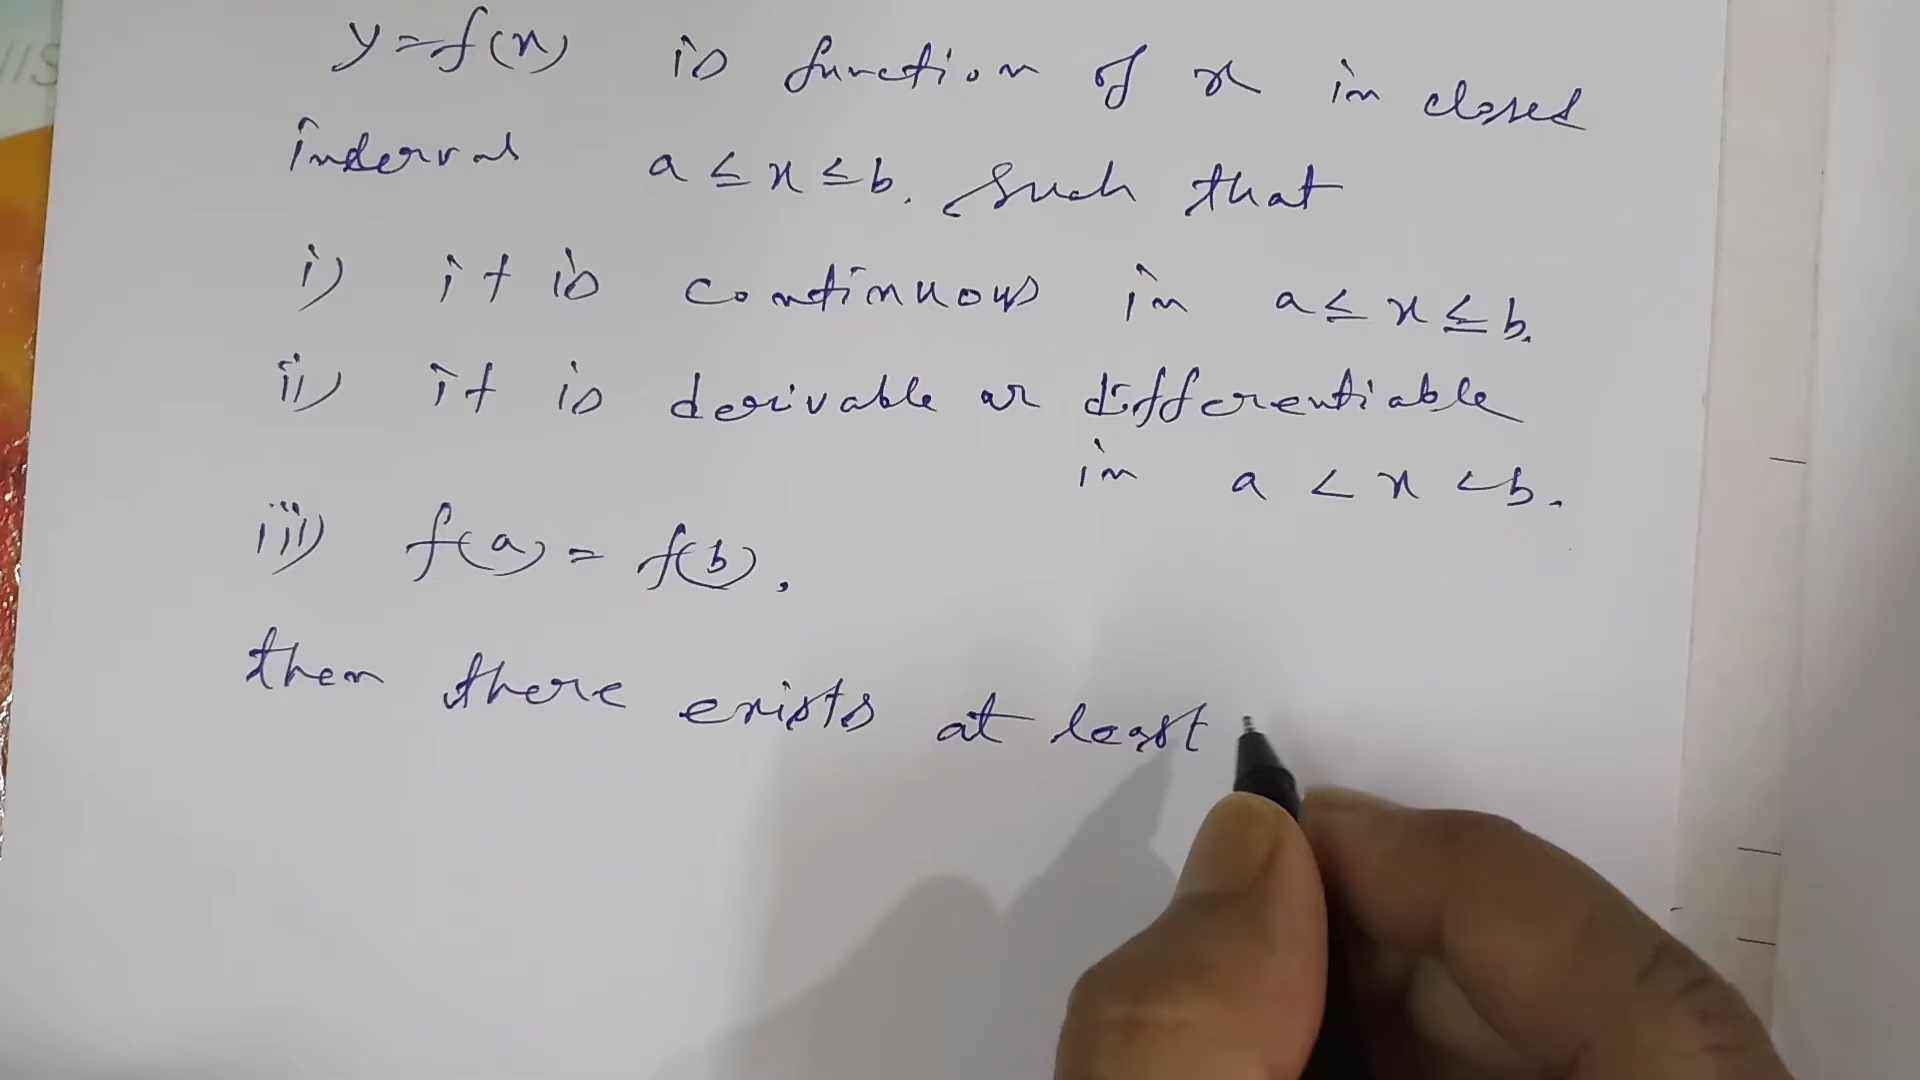 y=f(x) is function of x in closed
interval a ≤ x ≤ b. Such that
i) it is continuous in a ≤ x ≤ b.
ii) it is derivable or differentiable
in a < x < b.
iii) f(a) = f(b).
then there exists at least